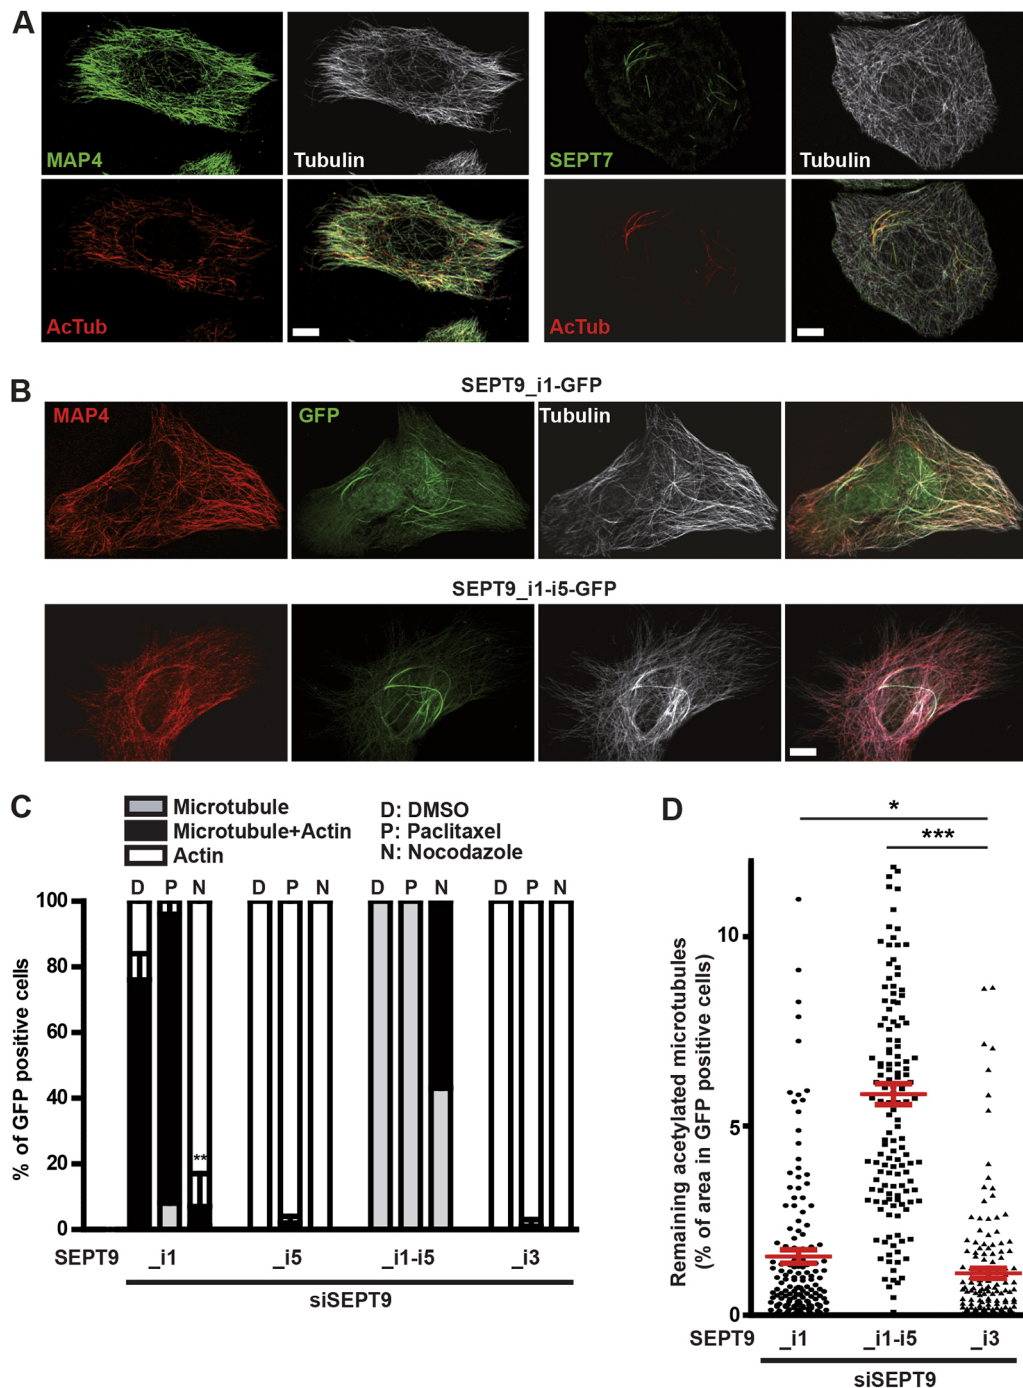 A
MAP4
Tubulin
SEPT7
Tubulin
AcTub
AcTub
B
SEPT9_i1-GFP
MAP4
GFP
Tubulin
SEPT9_i1-i5-GFP
C
Microtubule
Microtubule+Actin
Actin
D: DMSO
P: Paclitaxel
N: Nocodazole
D P N D P N D P N D P N
% of GFP positive cells
100
80
60
40
20
0
**
SEPT9 _i1 _i5 _i1-i5 _i3
siSEPT9
D
*
***
Remaining acetylated microtubules
(% of area in GFP positive cells)
10
5
0
SEPT9 _i1 _i1-i5 _i3
siSEPT9